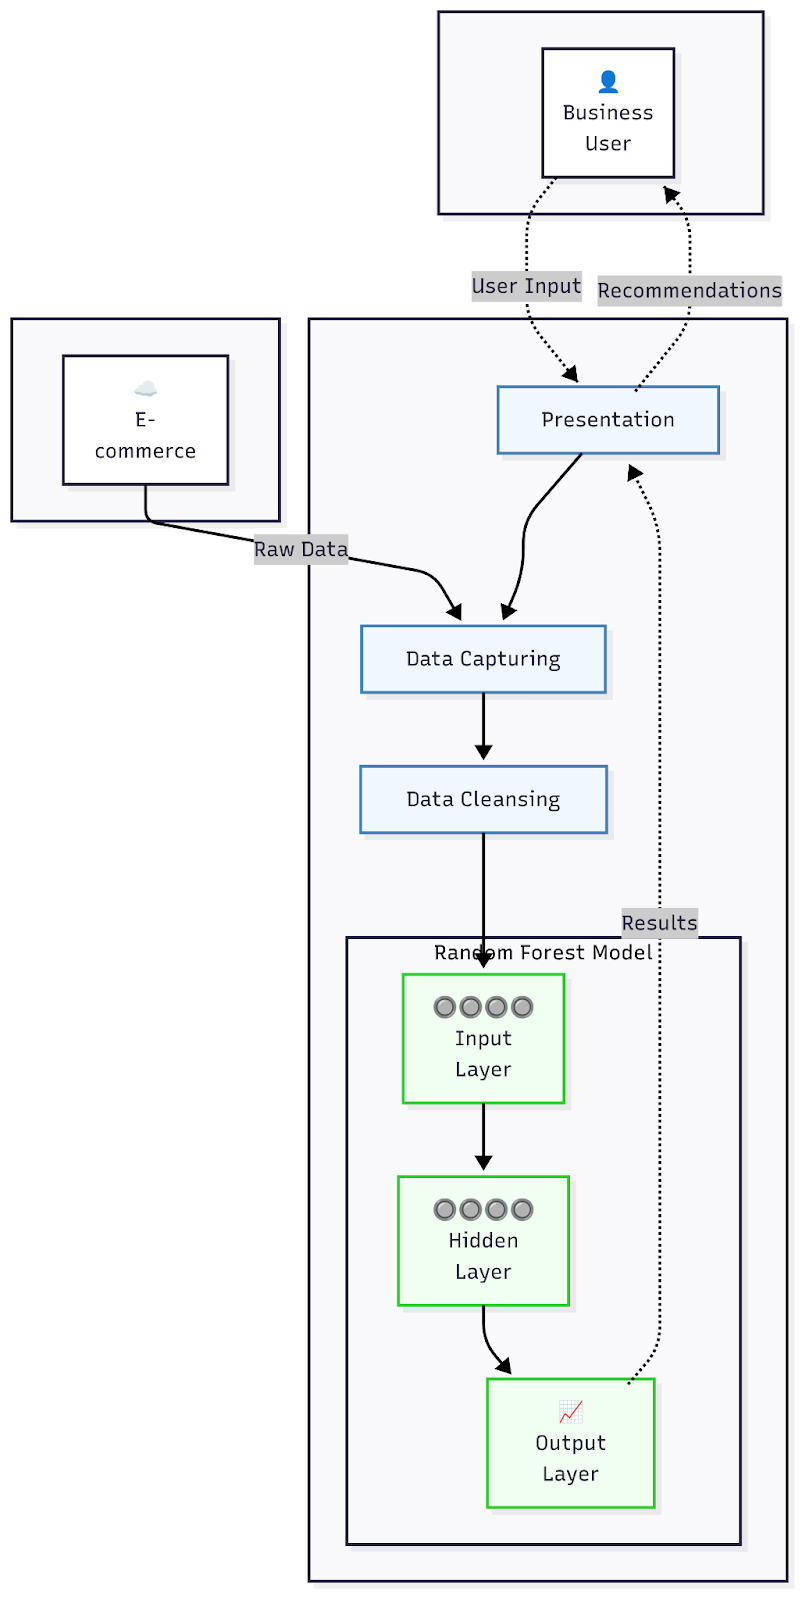 Business
User
User Input
Recommendations
E-
commerce
Presentation
Raw Data
Data Capturing
Data Cleansing
Results
Random Forest Model
Input
Layer
Hidden
Layer
Output
Layer